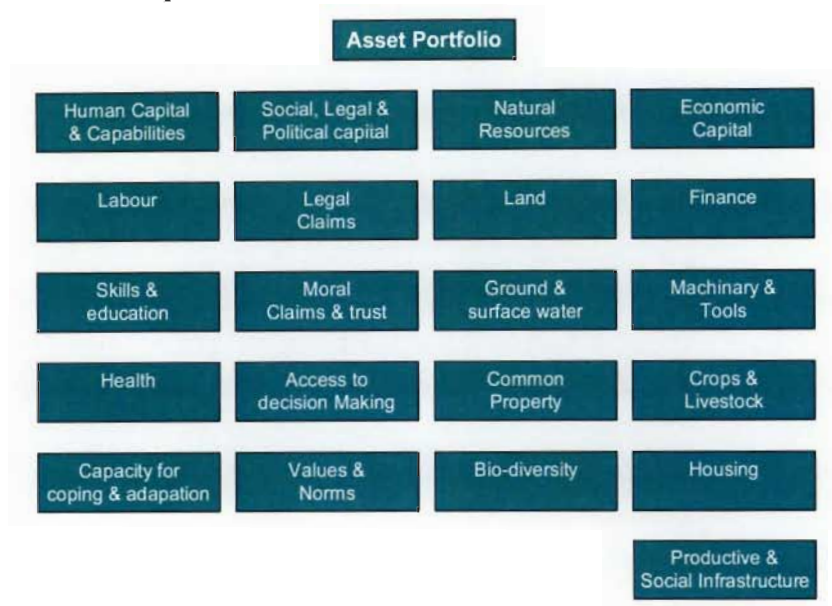 Asset Portfolio
Human Capital
& Capabilities
Social, Legal &
Political capital
Natural
Resources
Economic
Capital
Labour
Legal
Claims
Land
Finance
Skills &
education
Moral
Claims & trust
Ground &
surface water
Machinary &
Tools
Health
Access to
decision Making
Common
Property
Crops &
Livestock
Capacity for
coping & adapation
Values &
Norms
Bio-diversity
Housing
Productive &
Social Infrastructure